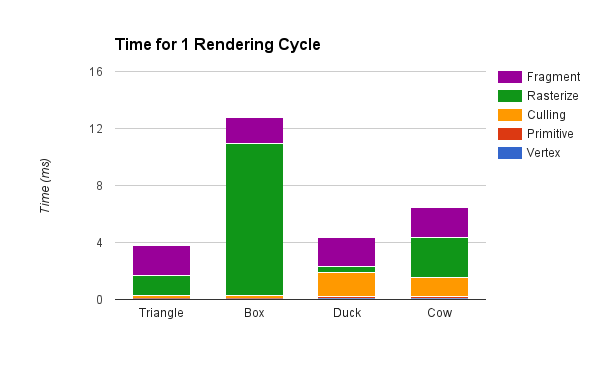 Time for 1 Rendering Cycle
16
12
8
4
0
Time (ms)
Triangle
Box
Duck
Cow
Fragment
Rasterize
Culling
Primitive
Vertex